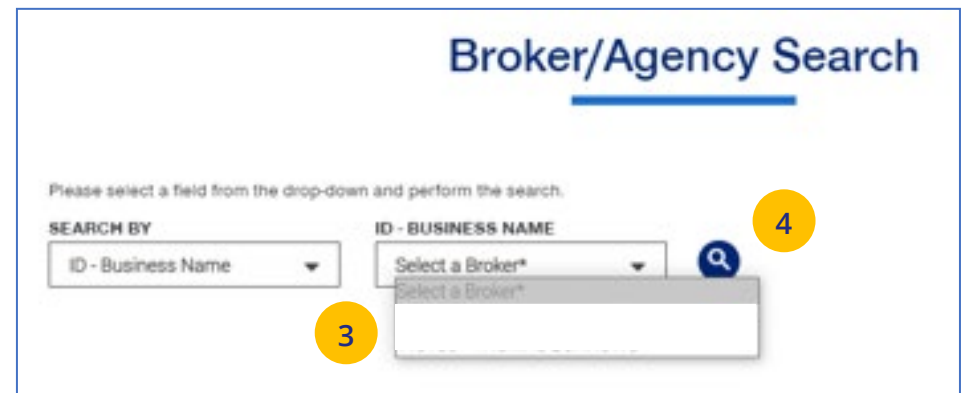 Broker/Agency Search
Please select a field from the drop-down and perform the search.
SEARCH BY
ID - BUSINESS NAME
4
ID - Business Name
Select a Broker*
Select a Broker*
3